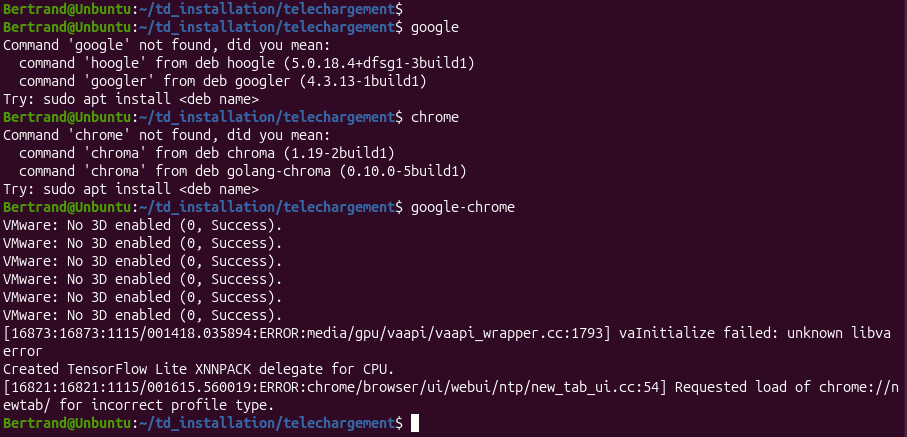 Bertrand@Unbuntu:~/td_installation/telechargement$
Bertrand@Unbuntu:~/td_installation/telechargement$ google
Command 'google' not found, did you mean:
  command 'hoogle' from deb hoogle (5.0.18.4+dfsg1-3build1)
  command 'googler' from deb googler (4.3.13-1build1)
Try: sudo apt install <deb name>
Bertrand@Unbuntu:~/td_installation/telechargement$ chrome
Command 'chrome' not found, did you mean:
  command 'chroma' from deb chroma (1.19-2build1)
  command 'chroma' from deb golang-chroma (0.10.0-5build1)
Try: sudo apt install <deb name>
Bertrand@Unbuntu:~/td_installation/telechargement$ google-chrome
VMware: No 3D enabled (0, Success).
VMware: No 3D enabled (0, Success).
VMware: No 3D enabled (0, Success).
VMware: No 3D enabled (0, Success).
VMware: No 3D enabled (0, Success).
VMware: No 3D enabled (0, Success).
[16873:16873:1115/001418.035894:ERROR:media/gpu/vaapi/vaapi_wrapper.cc:1793] vaInitialize failed: unknown libva
error
Created TensorFlow Lite XNNPACK delegate for CPU.
[16821:16821:1115/001615.560019:ERROR:chrome/browser/ui/webui/ntp/new_tab_ui.cc:54] Requested load of chrome://n
ewtab/ for incorrect profile type.
Bertrand@Unbuntu:~/td_installation/telechargement$